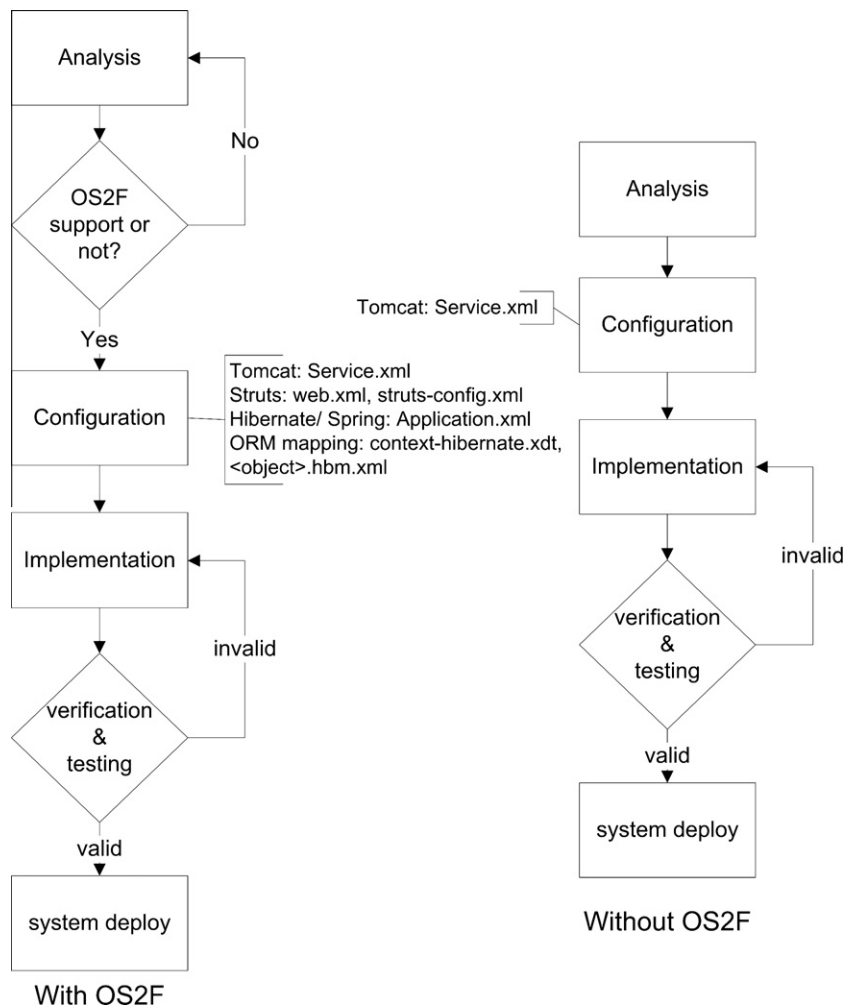 Analysis
No
OS2F
support or
not?
Yes
Configuration
Tomcat: Service.xml
Struts: web.xml, struts-config.xml
Hibernate/ Spring: Application.xml
ORM mapping: context-hibernate.xdt,
<object>.hbm.xml
Implementation
invalid
verification
&
testing
valid
system deploy
With OS2F
Analysis
Tomcat: Service.xml
Configuration
Implementation
invalid
verification
&
testing
valid
system deploy
Without OS2F